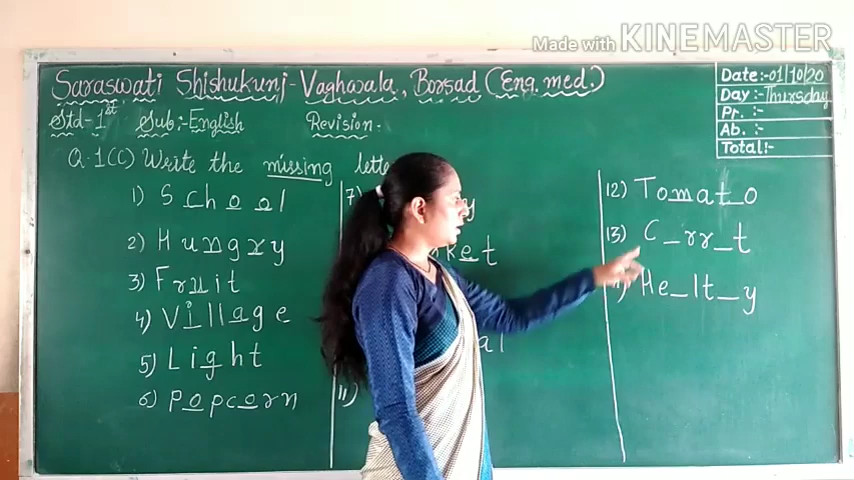 Made with KINEMASTER
Saraswati Shishukunj-Vaghwala, Borsad (Eng. med.)
Date:-01/10/20
Day:-Thursday
Pr.:-
Ab.:-
Total:-
Std-1st Sub:-English Revision-
Q.1(C) Write the missing lette
1) School
2) Hungry
3) Fruit
4) Village
5) Light
6) Popcorn
7) y
ket
al
11)
12) Tomato
13) C_rr_t
He_lt_y